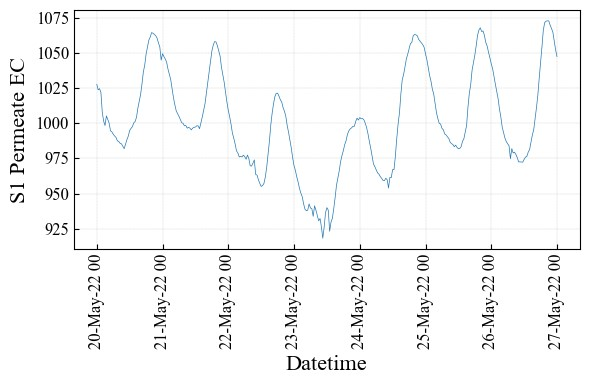 1075
1050
1025
1000
975
950
925
S1 Permeate EC
20-May-22 00
21-May-22 00
22-May-22 00
23-May-22 00
24-May-22 00
25-May-22 00
26-May-22 00
27-May-22 00
Datetime